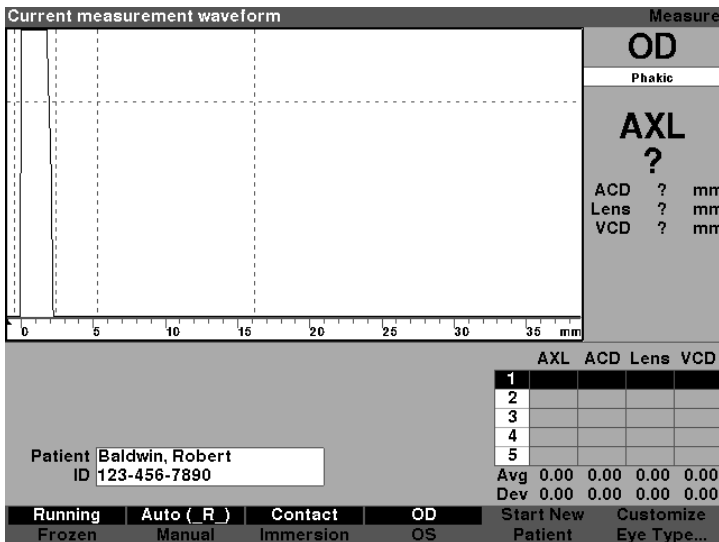 Current measurement waveform Measure
OD
Phakic
AXL
?
ACD ? mm
Lens ? mm
VCD ? mm
0 5 10 15 20 25 30 35 mm
AXL ACD Lens VCD
1
2
3
4
5
Patient Baldwin, Robert
ID 123-456-7890
Avg 0.00 0.00 0.00 0.00
Dev 0.00 0.00 0.00 0.00
Running Auto (_R_) Contact OD Start New Customize
Frozen Manual Immersion OS Patient Eye Type...